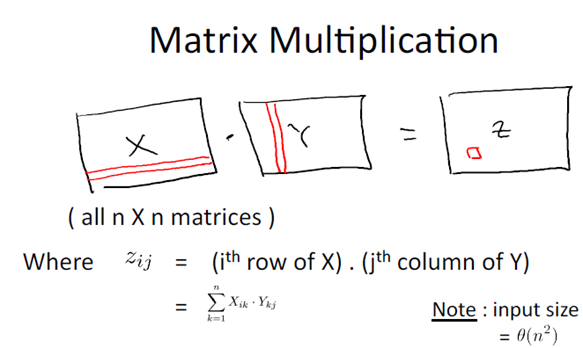 Matrix Multiplication
X . Y = Z
( all n X n matrices )
Where z_{ij} = (i^{th} row of X) . (j^{th} column of Y)
= \sum_{k=1}^{n} X_{ik} \cdot Y_{kj}
Note : input size
= θ(n^2)